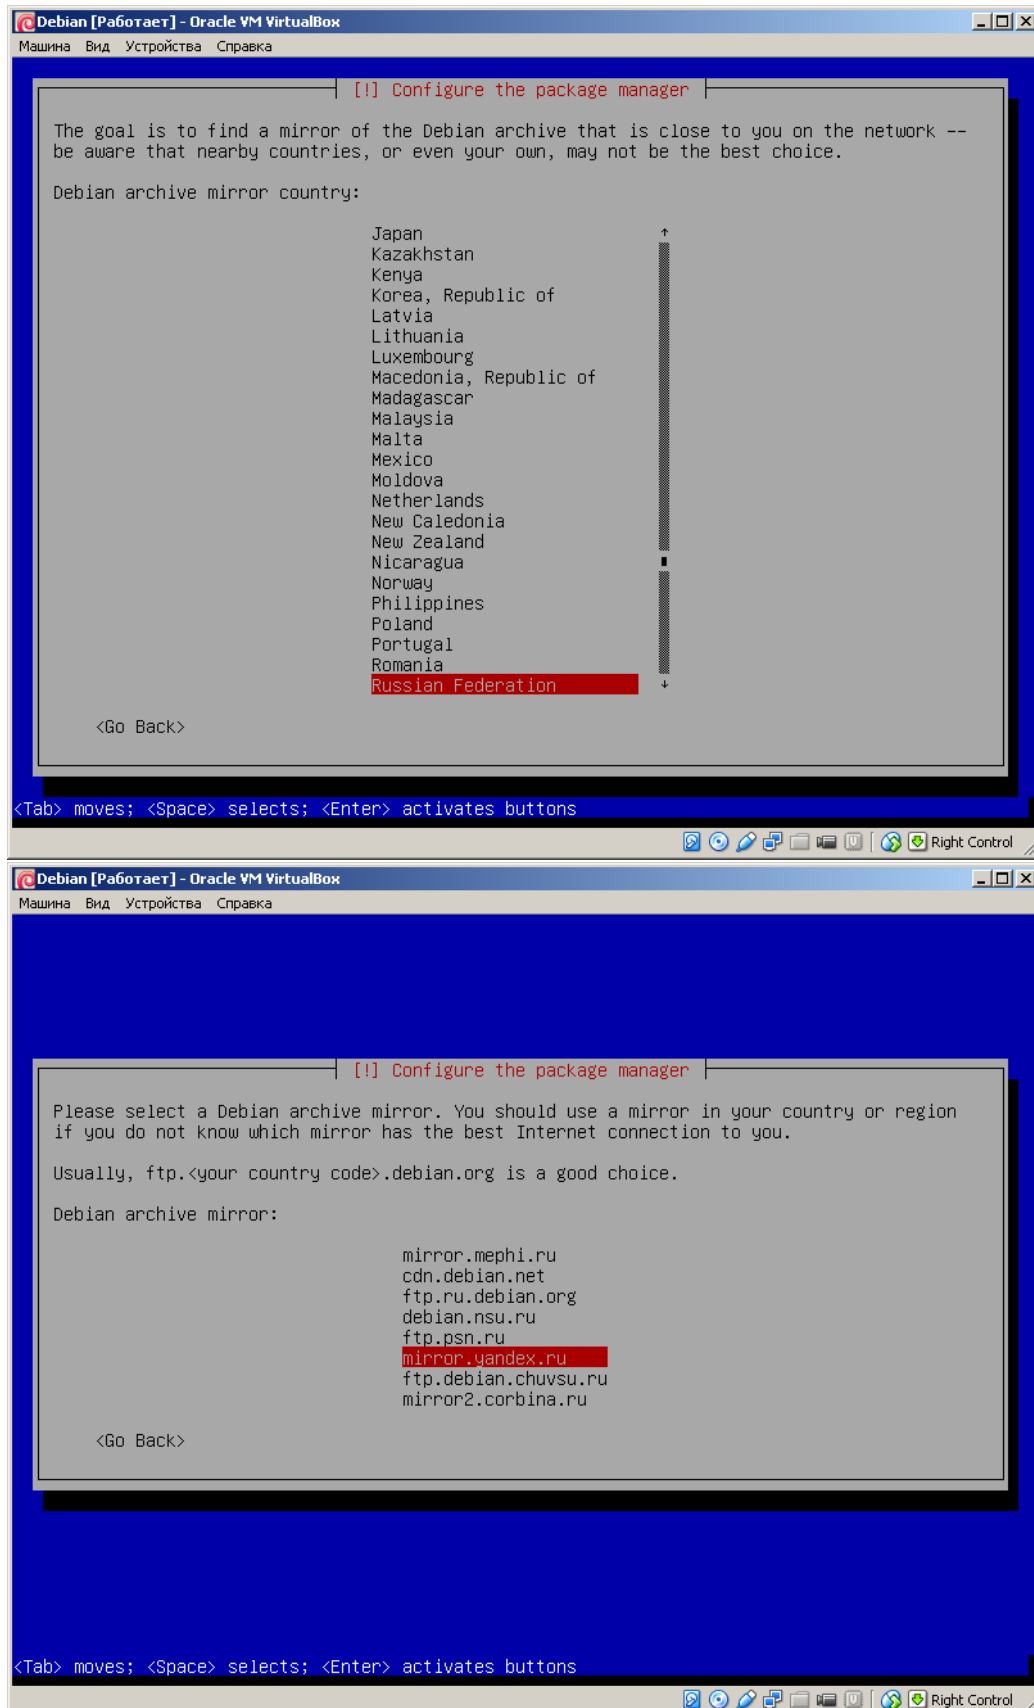 Debian [Работает] - Oracle VM VirtualBox
Машина Вид Устройства Справка
[!] Configure the package manager
The goal is to find a mirror of the Debian archive that is close to you on the network --
be aware that nearby countries, or even your own, may not be the best choice.
Debian archive mirror country:
Japan
Kazakhstan
Kenya
Korea, Republic of
Latvia
Lithuania
Luxembourg
Macedonia, Republic of
Madagascar
Malaysia
Malta
Mexico
Moldova
Netherlands
New Caledonia
New Zealand
Nicaragua
Norway
Philippines
Poland
Portugal
Romania
Russian Federation
<Go Back>
<Tab> moves; <Space> selects; <Enter> activates buttons
Right Control
Debian [Работает] - Oracle VM VirtualBox
Машина Вид Устройства Справка
[!] Configure the package manager
Please select a Debian archive mirror. You should use a mirror in your country or region
if you do not know which mirror has the best Internet connection to you.
Usually, ftp.<your country code>.debian.org is a good choice.
Debian archive mirror:
mirror.mephi.ru
cdn.debian.net
ftp.ru.debian.org
debian.nsu.ru
ftp.psn.ru
mirror.yandex.ru
ftp.debian.chuvsu.ru
mirror2.corbina.ru
<Go Back>
<Tab> moves; <Space> selects; <Enter> activates buttons
Right Control